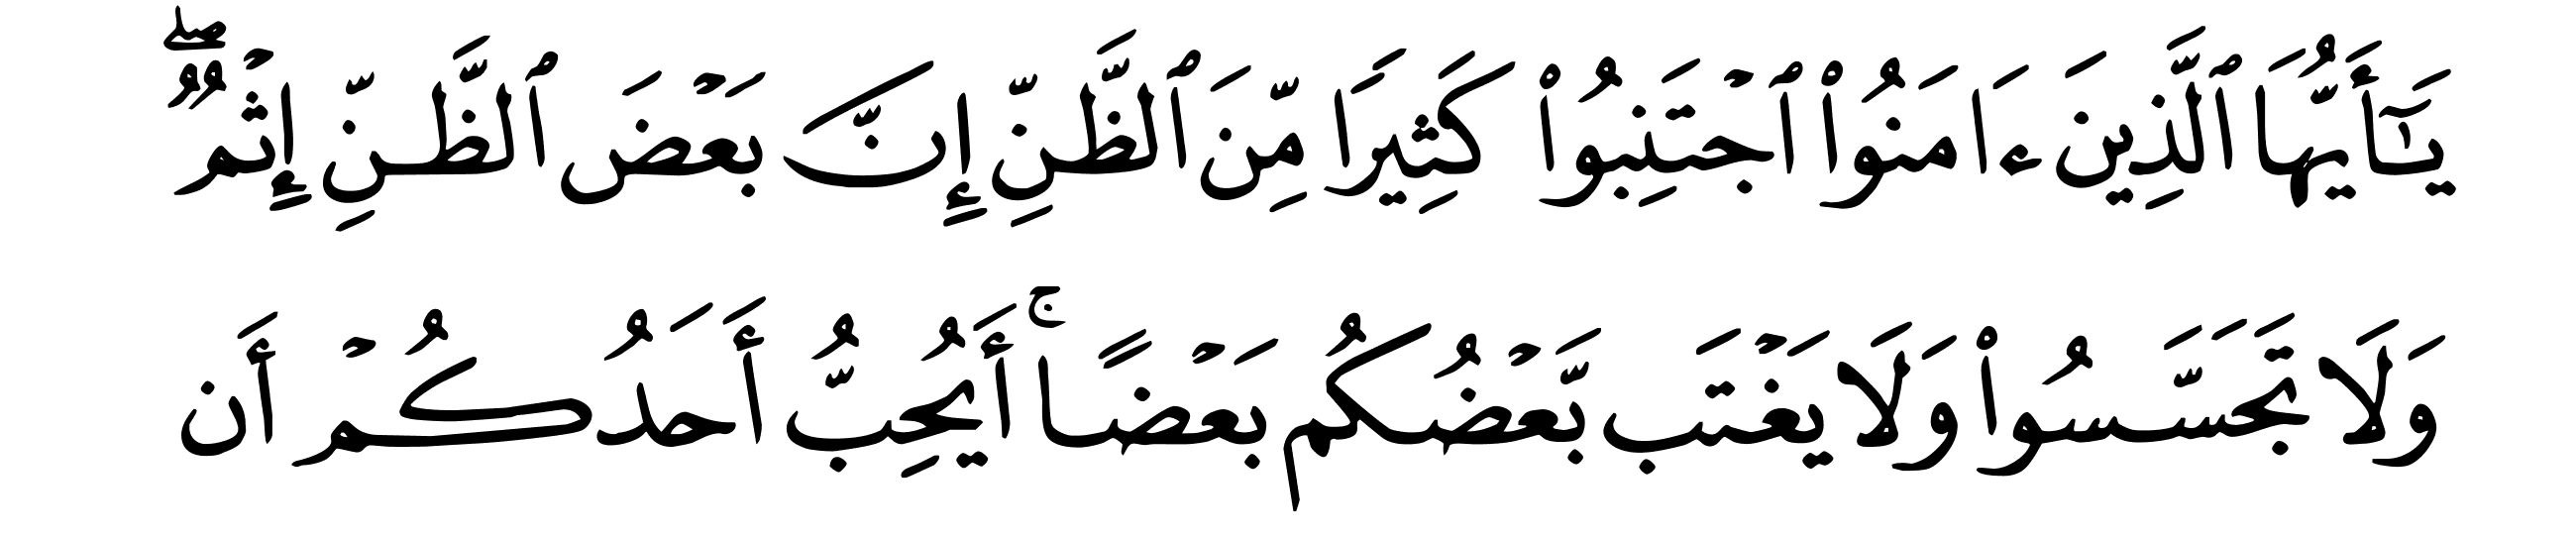 يَـٰٓأَيُّهَا ٱلَّذِينَ ءَامَنُوا۟ ٱجْتَنِبُوا۟ كَثِيرًا مِّنَ ٱلظَّنِّ إِنَّ بَعْضَ ٱلظَّنِّ إِثْمٌۖ
وَلَا تَجَسَّسُوا۟ وَلَا يَغْتَب بَّعْضُكُم بَعْضًاۚ أَيُحِبُّ أَحَدُكُمْ أَن